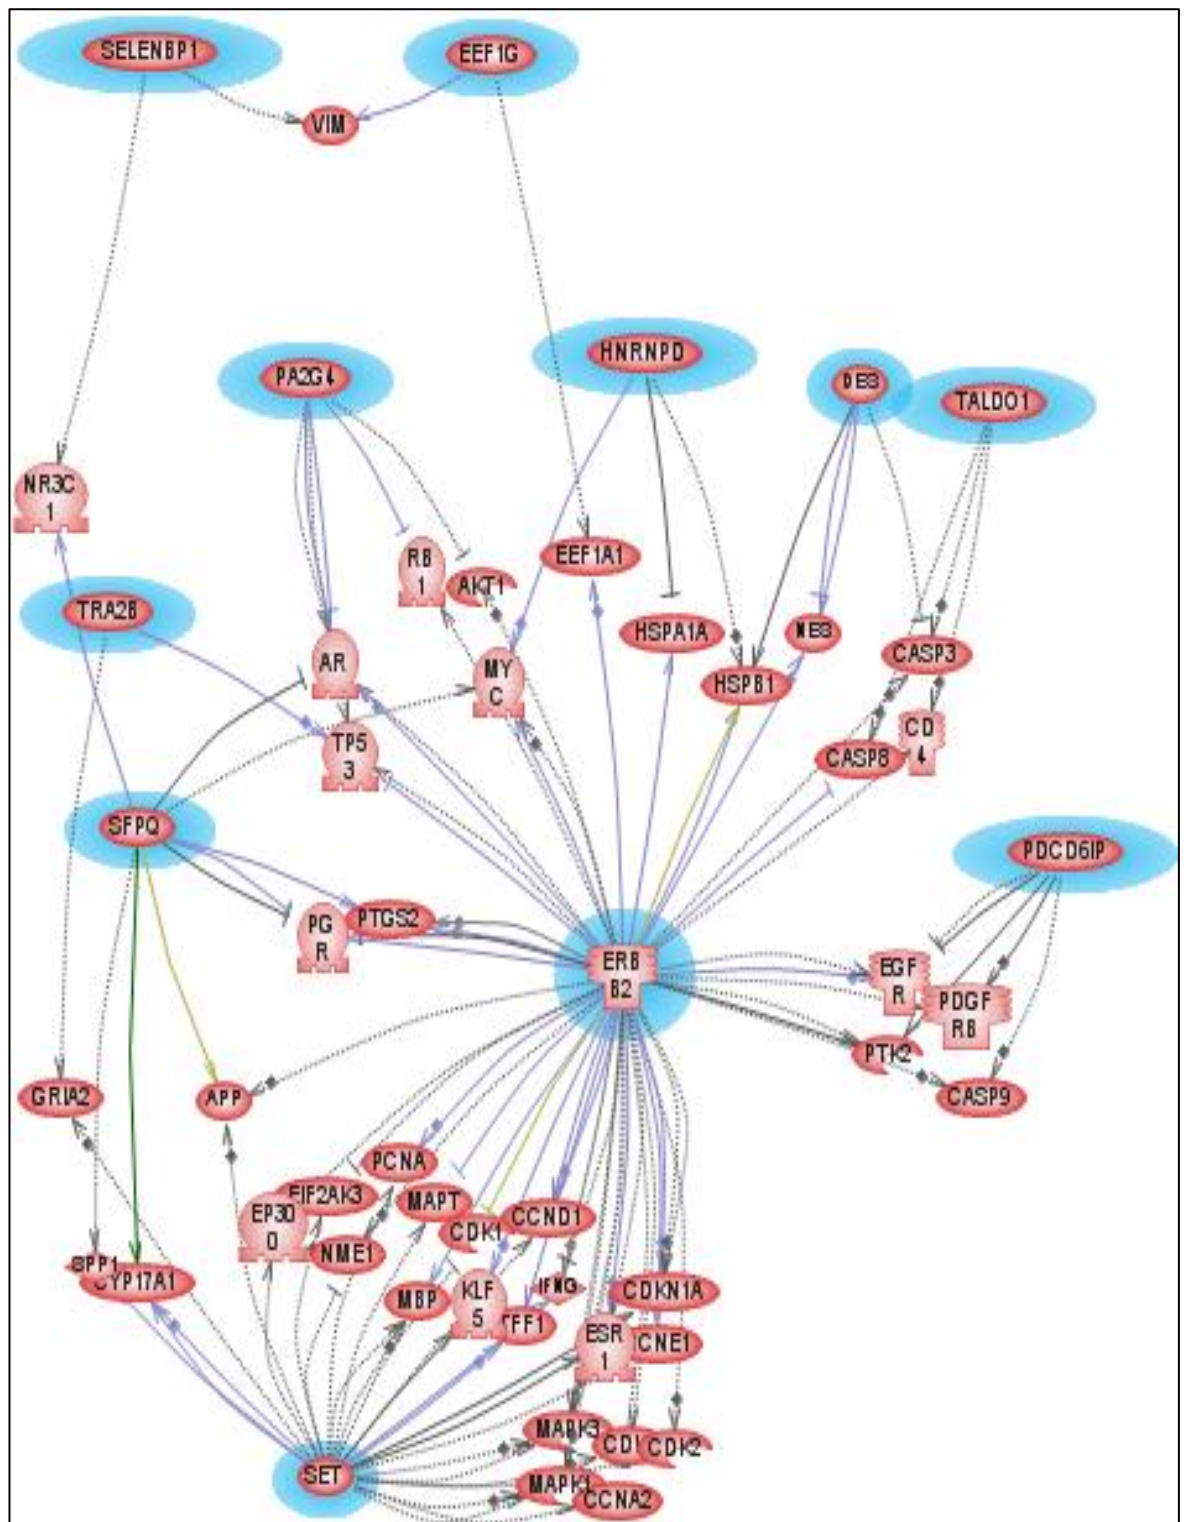 SELENBP1
EEF1G
VIM
HNRNPD
PA2G4
TALDO1
NR3C
1
RB
1
AKT1
EEF1A1
TRA2B
HSPA1A
AR
MY
C
HSPB1
CASP3
TP5
3
CD
4
CASP8
SFPQ
PDCD6IP
PG
R
PTGS2
ERB
B2
EGF
R
PDGF
RB
PTK2
GRIA2
APP
CASP9
PCNA
EIF2AK3
MAPT
EP30
0
CCND1
CDK1
NME1
SPP1
CYP17A1
MBP
KLF
5
IFNG
CDKN1A
TFF1
ESR
1
CNE1
MAPK3
CDK2
SET
MAPK1
CCNA2